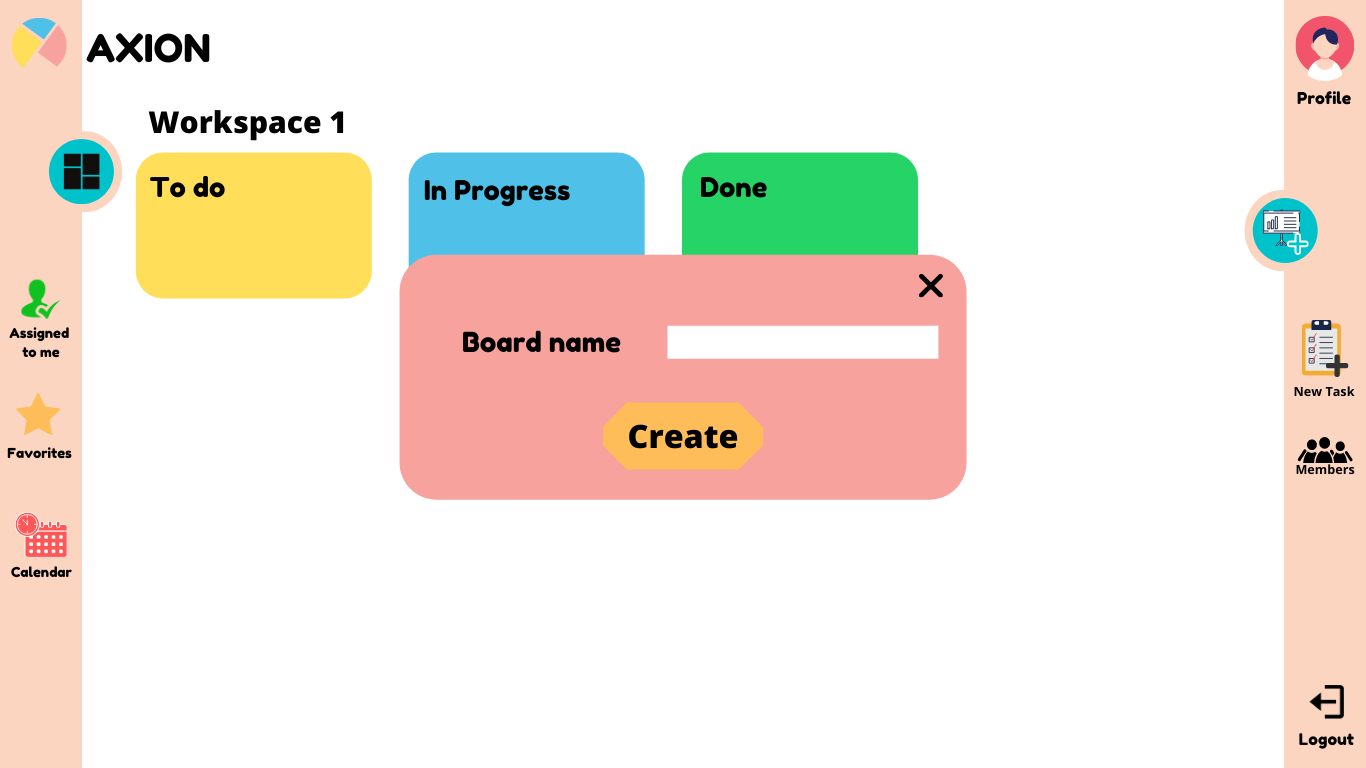 AXION
Profile
Workspace 1
To do
In Progress
Done
Assigned
to me
Board name
New Task
Create
Favorites
Members
Calendar
Logout